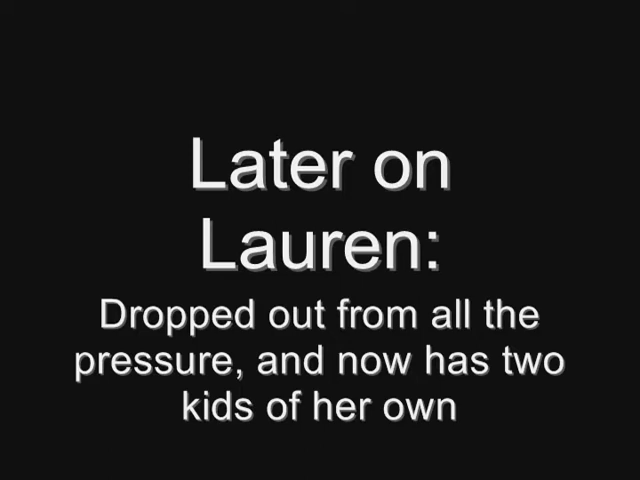 Later on
Lauren:
Dropped out from all the
pressure, and now has two
kids of her own